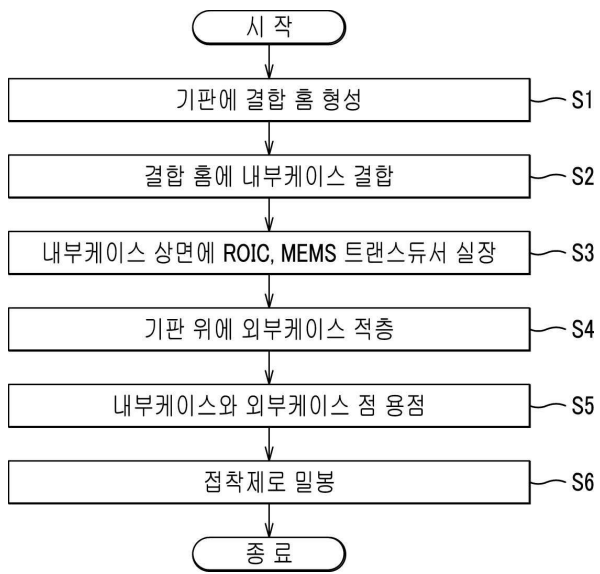 시 작
기판에 결합 홈 형성 S1
결합 홈에 내부케이스 결합 S2
내부케이스 상면에 ROIC, MEMS 트랜스듀서 실장 S3
기판 위에 외부케이스 적층 S4
내부케이스와 외부케이스 점 용점 S5
접착제로 밀봉 S6
종 료